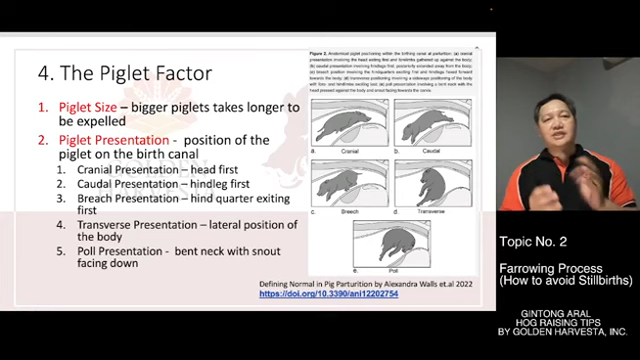 4. The Piglet Factor
1. Piglet Size – bigger piglets takes longer to
be expelled
2. Piglet Presentation - position of the
piglet on the birth canal
1. Cranial Presentation – head first
2. Caudal Presentation – hindleg first
3. Breach Presentation – hind quarter exiting
first
4. Transverse Presentation – lateral position of
the body
5. Poll Presentation - bent neck with snout
facing down
Figure 2. Anatomical piglet positioning within the birthing canal at parturition: (a) cranial
presentation involving the head exiting first and forelimbs gathered up against the body;
(b) caudal presentation involving hindlegs first, posteriorly extended away from the body;
(c) breech position involving the hindquarters exiting first and hindlegs faced forward
towards the body; (d) transverse positioning involving a sideways positioning of the body
with fore- and hindlimbs exiting last; and (e) poll presentation involving a bent neck with the
head pressed against the body and snout facing towards the cervix.
a. Cranial
b. Caudal
c. Breech
d. Transverse
e. Poll
Defining Normal in Pig Parturition by Alexandra Walls et.al 2022
https://doi.org/10.3390/ani12202754
Topic No. 2
Farrowing Process
(How to avoid Stillbirths)
GINTONG ARAL
HOG RAISING TIPS
BY GOLDEN HARVESTA, INC.